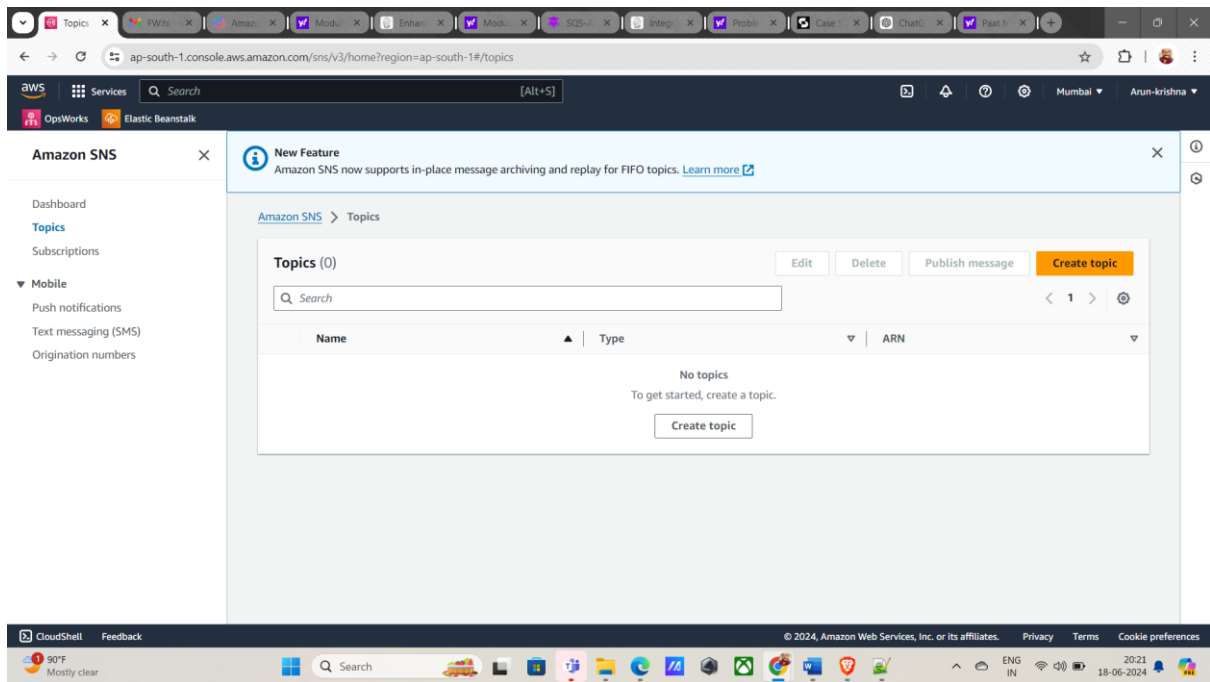 Topics
FW:hi
Amaz
Modu
Enhan
Modu
SQS-A
Integr
Proble
Case S
ChatG
Past M
ap-south-1.console.aws.amazon.com/sns/v3/home?region=ap-south-1#/topics
aws Services Search [Alt+S] Mumbai Arun-krishna
OpsWorks Elastic Beanstalk
Amazon SNS
New Feature
Amazon SNS now supports in-place message archiving and replay for FIFO topics. Learn more
Dashboard
Topics
Subscriptions
Mobile
Push notifications
Text messaging (SMS)
Origination numbers
Amazon SNS > Topics
Topics (0) Edit Delete Publish message Create topic
Search 1
Name Type ARN
No topics
To get started, create a topic.
Create topic
CloudShell Feedback © 2024, Amazon Web Services, Inc. or its affiliates. Privacy Terms Cookie preferences
1 90°F
Mostly clear
Search
ENG
IN
20:21
18-06-2024
PRE